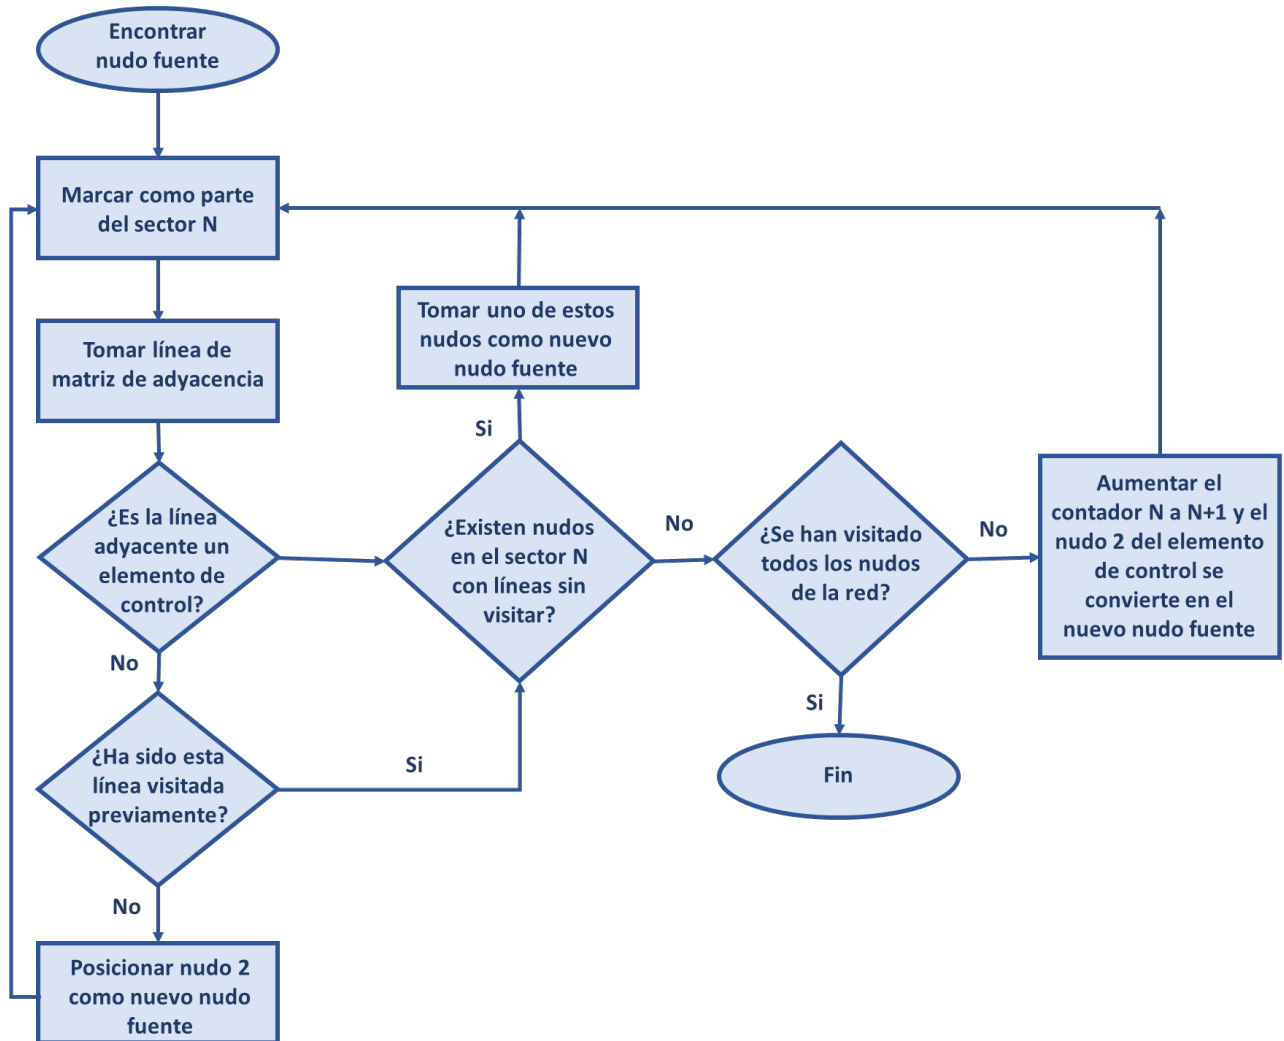 Encontrar
nudo fuente
Marcar como parte
del sector N
Tomar línea de
matriz de adyacencia
¿Es la línea
adyacente un
elemento de
control?
No
¿Ha sido esta
línea visitada
previamente?
Si
No
Posicionar nudo 2
como nuevo nudo
fuente
Tomar uno de estos
nudos como nuevo
nudo fuente
Si
¿Existen nudos
en el sector N
con líneas sin
visitar?
No
¿Se han visitado
todos los nudos
de la red?
No
Si
Fin
Aumentar el
contador N a N+1 y el
nudo 2 del elemento
de control se
convierte en el
nuevo nudo fuente